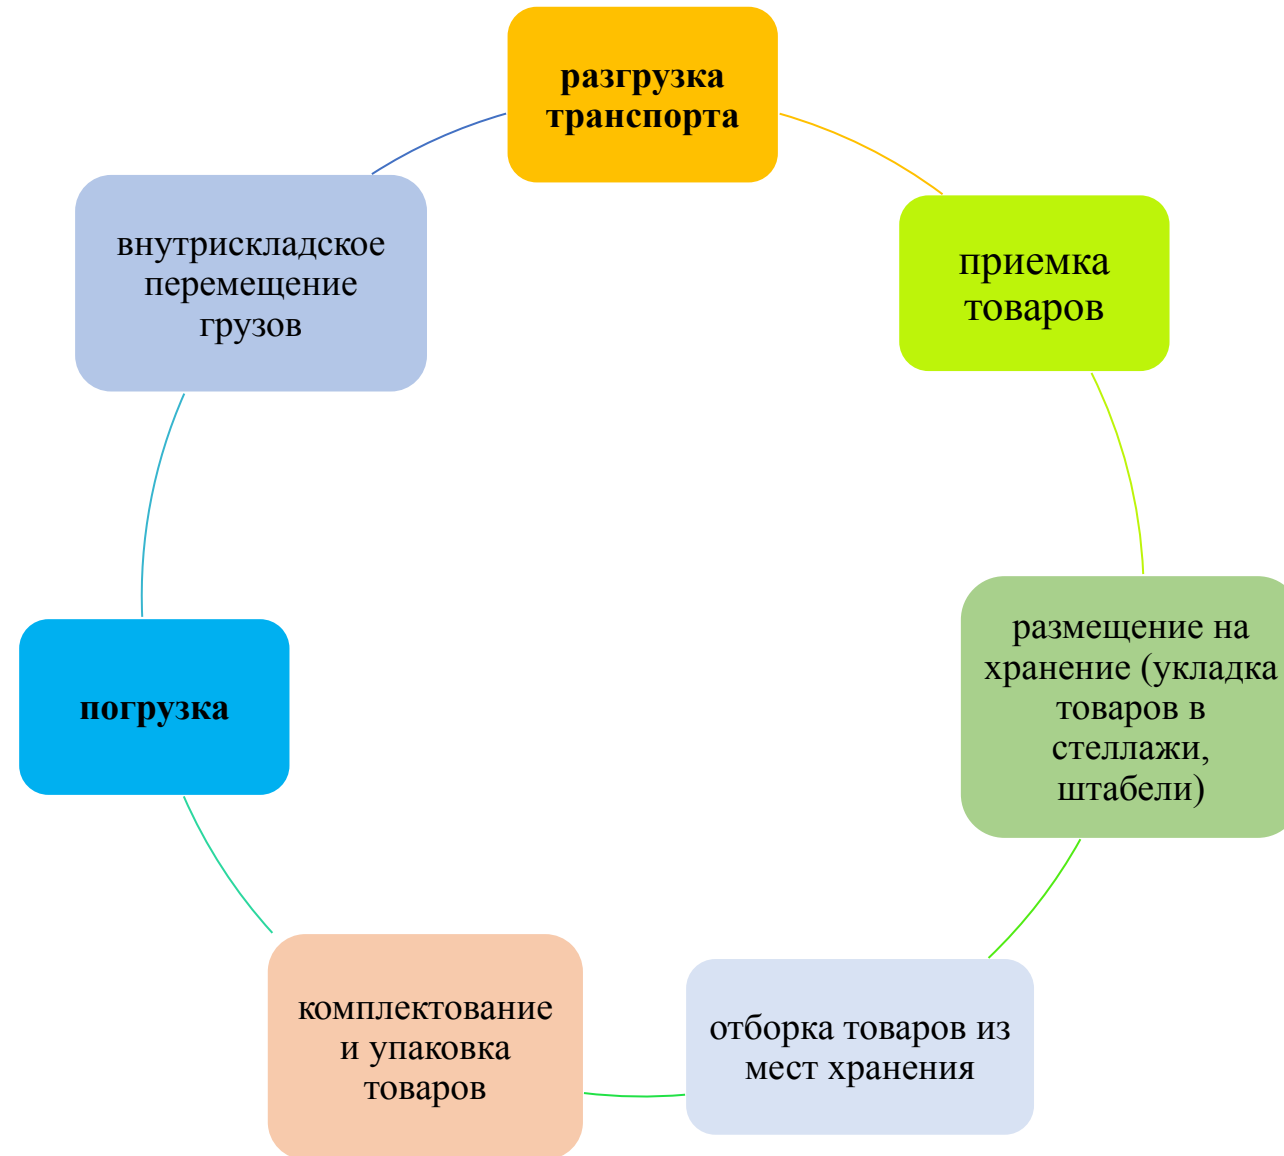 разгрузка
транспорта
приемка
товаров
размещение на
хранение (укладка
товаров в
стеллажи,
штабели)
отборка товаров из
мест хранения
комплектование
и упаковка
товаров
погрузка
внутрискладское
перемещение
грузов